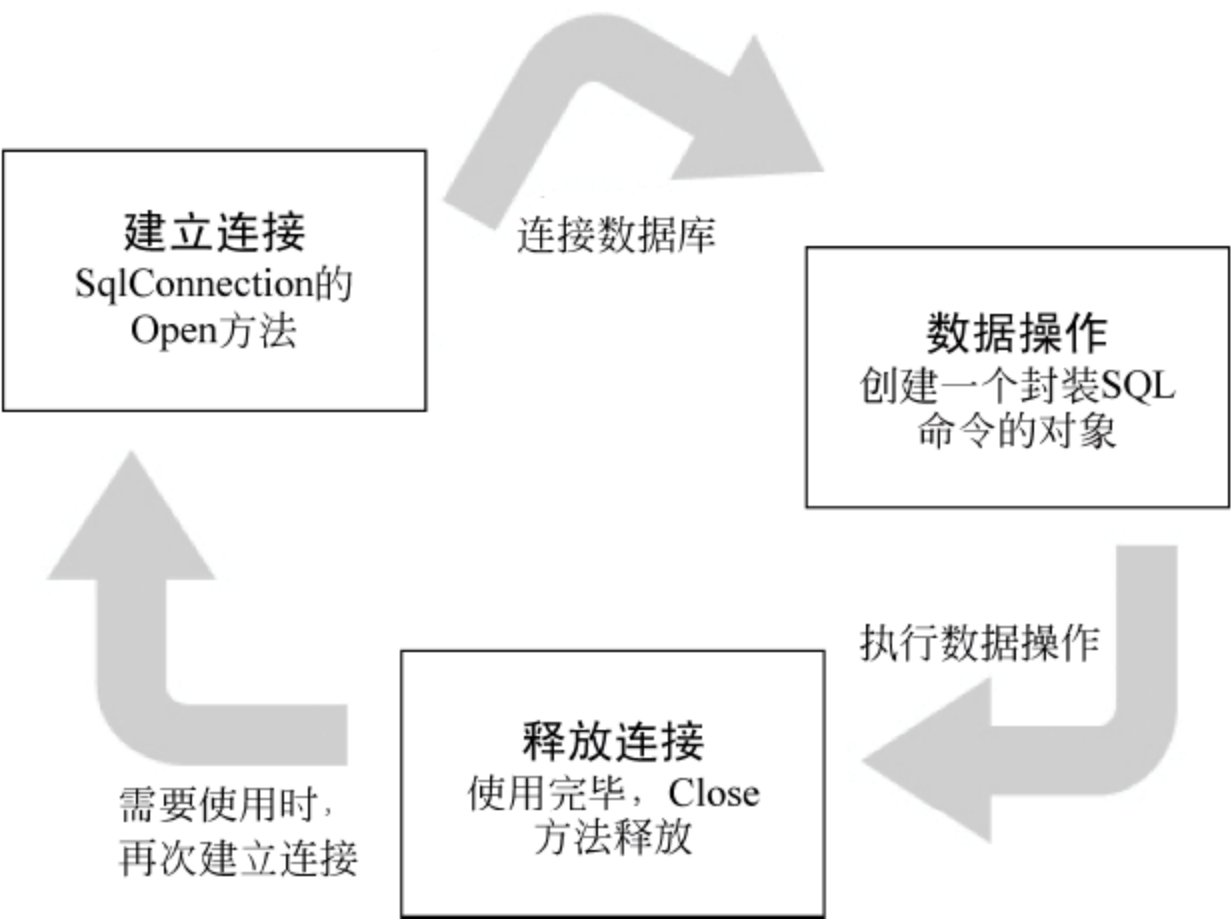 建立连接
SqlConnection的
Open方法
连接数据库
数据操作
创建一个封装SQL
命令的对象
执行数据操作
释放连接
使用完毕，Close
方法释放
需要使用时，
再次建立连接